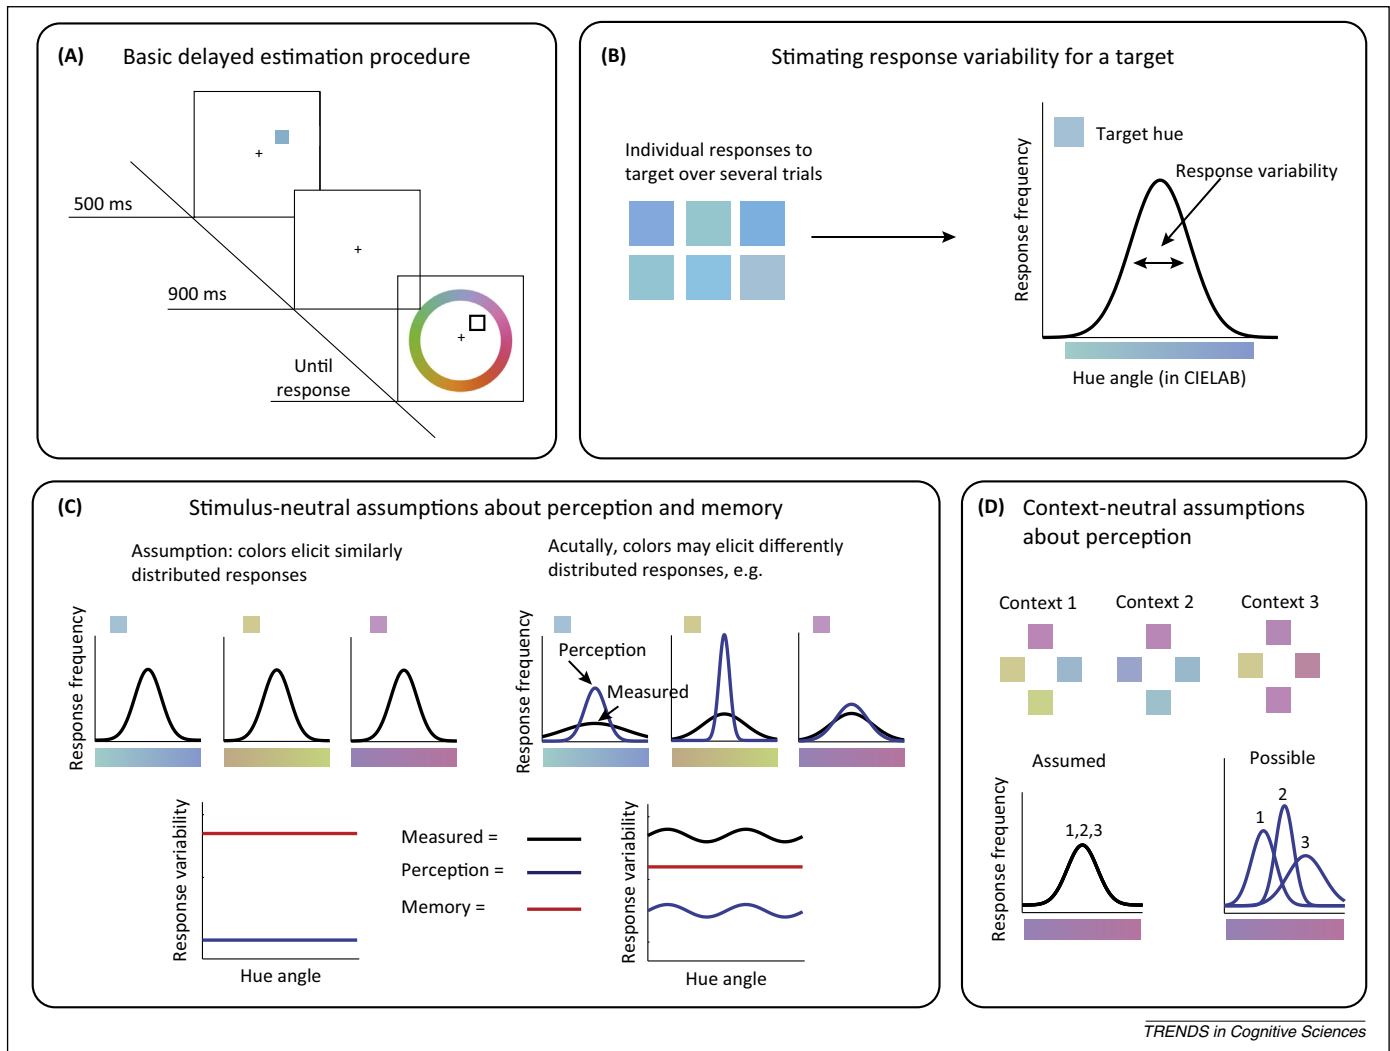 (A) Basic delayed estimation procedure
+
500 ms
+
900 ms
+
Until
response
(B) Stimating response variability for a target
Individual responses to
target over several trials
Response frequency
Target hue
Response variability
Hue angle (in CIELAB)
(C) Stimulus-neutral assumptions about perception and memory
Assumption: colors elicit similarly
distributed responses
Response frequency
Acutally, colors may elicit differently
distributed responses, e.g.
Response frequency
Perception
Measured
Response variability
Hue angle
Measured =
Perception =
Memory =
Response variability
Hue angle
(D) Context-neutral assumptions
about perception
Context 1 Context 2 Context 3
Assumed
Response frequency
1,2,3
Possible
1
2
3
TRENDS in Cognitive Sciences